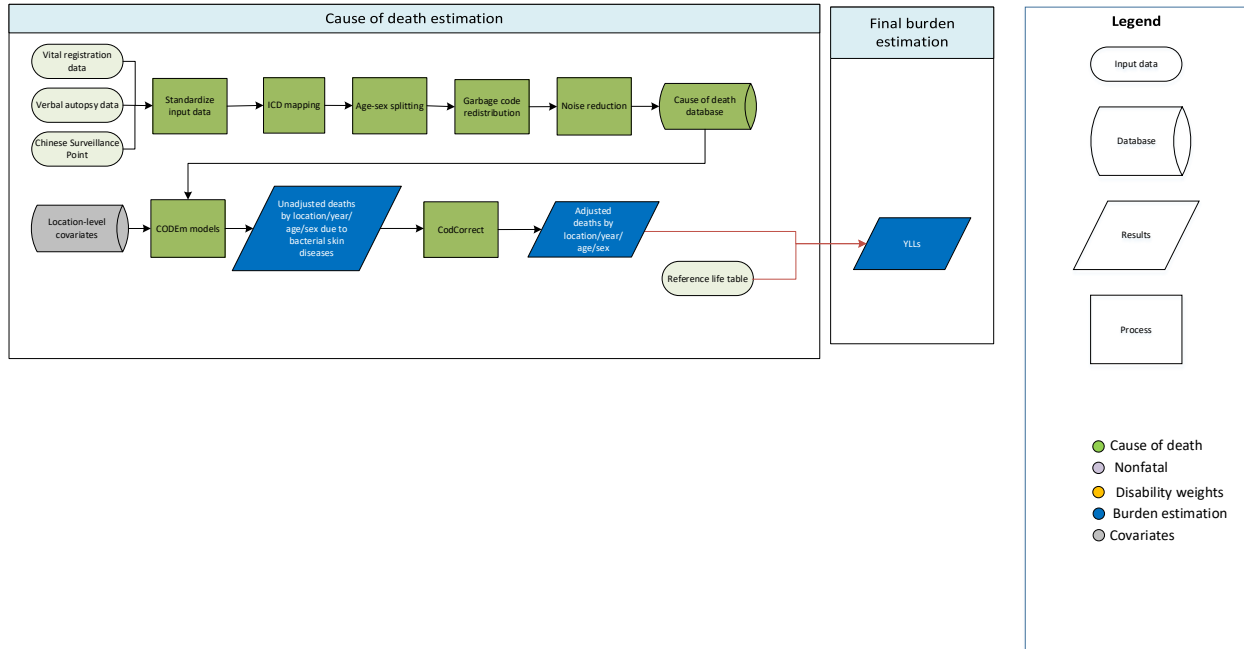 Cause of death estimation
Final burden
estimation
Legend
Vital registration
data
Verbal autopsy data
Chinese Surveillance
Point
Standardize
input data
ICD mapping
Age-sex splitting
Garbage code
redistribution
Noise reduction
Cause of death
database
Location-level
covariates
CODEm models
Unadjusted deaths
by location/year/
age/sex due to
bacterial skin
diseases
CodCorrect
Adjusted
deaths by
location/year/
age/sex
Reference life table
YLLs
Input data
Database
Results
Process
Cause of death
Nonfatal
Disability weights
Burden estimation
Covariates